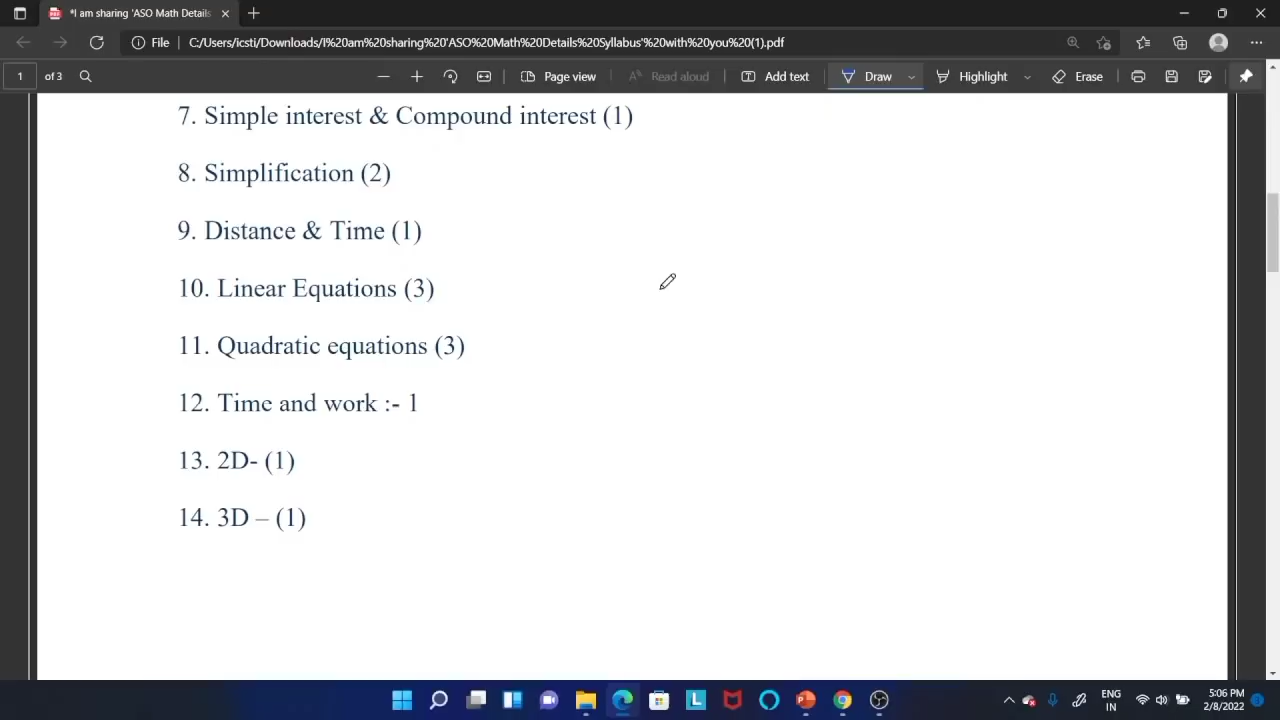 *I am sharing 'ASO Math Details
File
C:/Users/icsti/Downloads/I%20am%20sharing%20'ASO%20Math%20Details%20Syllabus'%20with%20you%20(1).pdf
1 of 3
Page view
Read aloud
Add text
Draw
Highlight
Erase
7. Simple interest & Compound interest (1)
8. Simplification (2)
9. Distance & Time (1)
10. Linear Equations (3)
11. Quadratic equations (3)
12. Time and work :- 1
13. 2D- (1)
14. 3D – (1)
ENG
IN
5:06 PM
2/8/2022